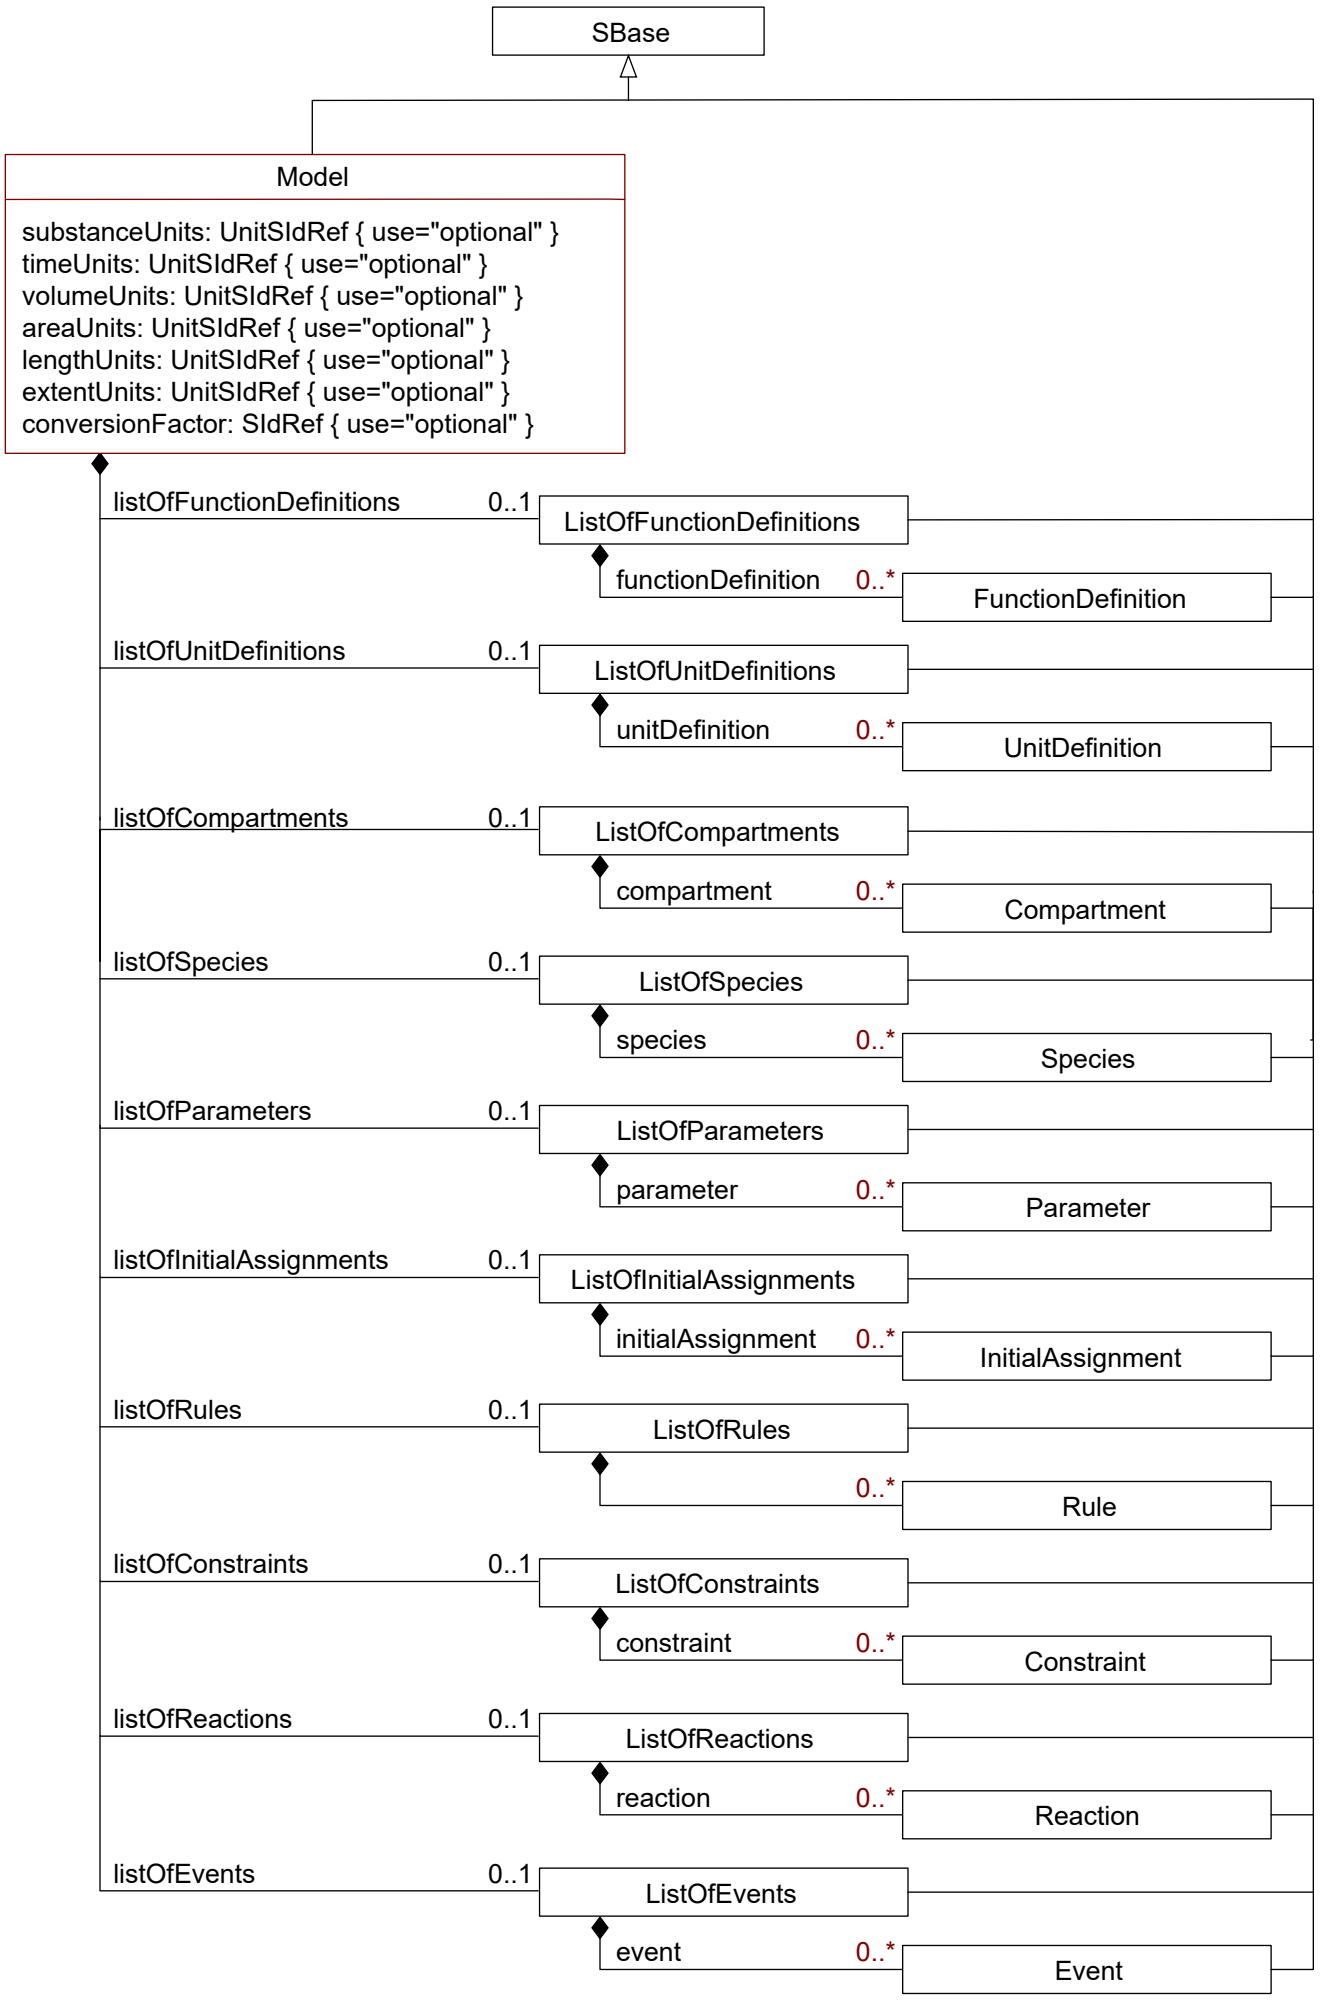 SBase
Model
substanceUnits: UnitSIdRef { use="optional" }
timeUnits: UnitSIdRef { use="optional" }
volumeUnits: UnitSIdRef { use="optional" }
areaUnits: UnitSIdRef { use="optional" }
lengthUnits: UnitSIdRef { use="optional" }
extentUnits: UnitSIdRef { use="optional" }
conversionFactor: SIdRef { use="optional" }
listOfFunctionDefinitions 0..1 ListOfFunctionDefinitions
functionDefinition 0..* FunctionDefinition
listOfUnitDefinitions 0..1 ListOfUnitDefinitions
unitDefinition 0..* UnitDefinition
listOfCompartments 0..1 ListOfCompartments
compartment 0..* Compartment
listOfSpecies 0..1 ListOfSpecies
species 0..* Species
listOfParameters 0..1 ListOfParameters
parameter 0..* Parameter
listOfInitialAssignments 0..1 ListOfInitialAssignments
initialAssignment 0..* InitialAssignment
listOfRules 0..1 ListOfRules
0..* Rule
listOfConstraints 0..1 ListOfConstraints
constraint 0..* Constraint
listOfReactions 0..1 ListOfReactions
reaction 0..* Reaction
listOfEvents 0..1 ListOfEvents
event 0..* Event